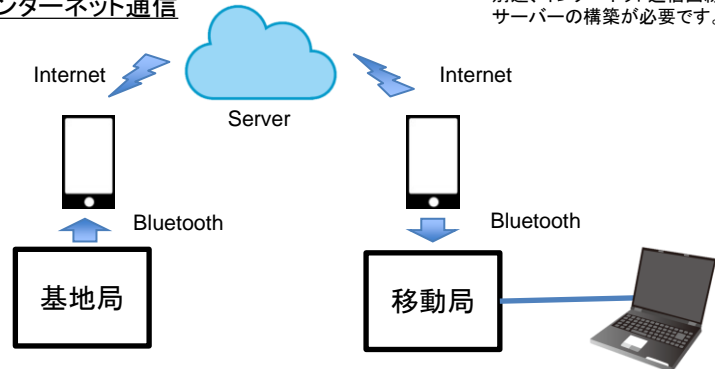 ンターネット通信
サーバーの構築が必要です。
Internet
Internet
Server
Bluetooth
Bluetooth
基地局
移動局